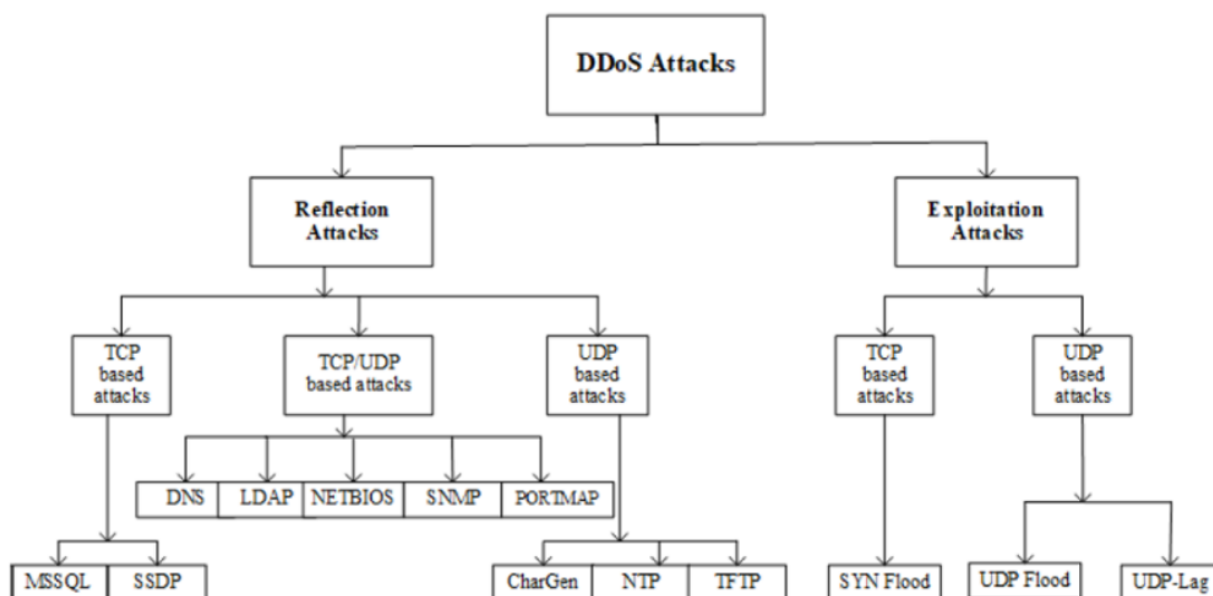 DDoS Attacks
Reflection
Attacks
Exploitation
Attacks
TCP
based
attacks
TCP/UDP
based attacks
UDP
based
attacks
TCP
based
attacks
UDP
based
attacks
DNS
LDAP
NETBIOS
SNMP
PORTMAP
MSSQL
SSDP
CharGen
NTP
TFTP
SYN Flood
UDP Flood
UDP-Lag